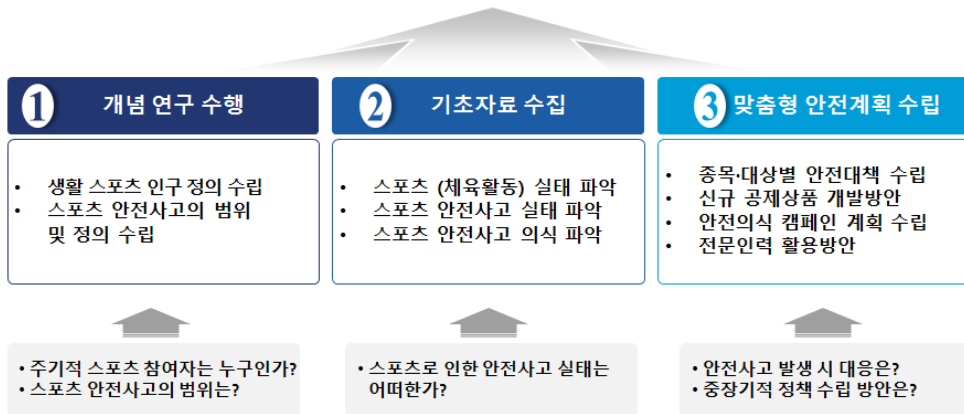 1 개념 연구 수행
• 생활 스포츠 인구 정의 수립
• 스포츠 안전사고의 범위
및 정의 수립
• 주기적 스포츠 참여자는 누구인가?
• 스포츠 안전사고의 범위는?
2 기초자료 수집
• 스포츠 (체육활동) 실태 파악
• 스포츠 안전사고 실태 파악
• 스포츠 안전사고 의식 파악
• 스포츠로 인한 안전사고 실태는
어떠한가?
3 맞춤형 안전계획 수립
• 종목·대상별 안전대책 수립
• 신규 공제상품 개발방안
• 안전의식 캠페인 계획 수립
• 전문인력 활용방안
• 안전사고 발생 시 대응은?
• 중장기적 정책 수립 방안은?